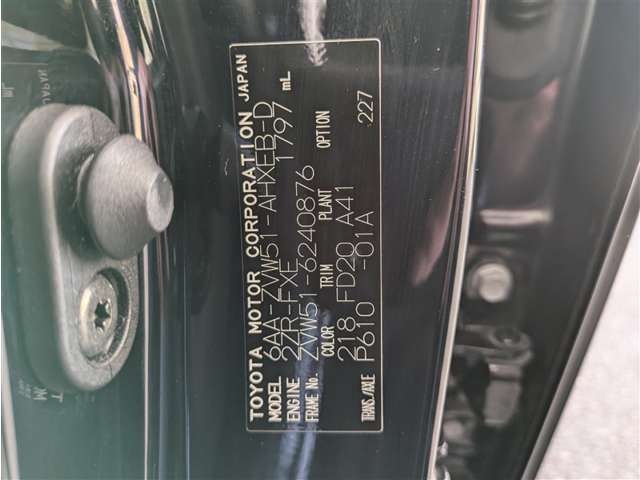 TOYOTA MOTOR CORPORATION JAPAN
MODEL 6AA-ZVW51-AHXEB-D
ENGINE 2ZR-FXE 1797 mL
FRAME No. ZVW51-6240876
COLOR TRIM PLANT OPTION
218 FD20 A41 227
TRANS./AXLE P610 -01A